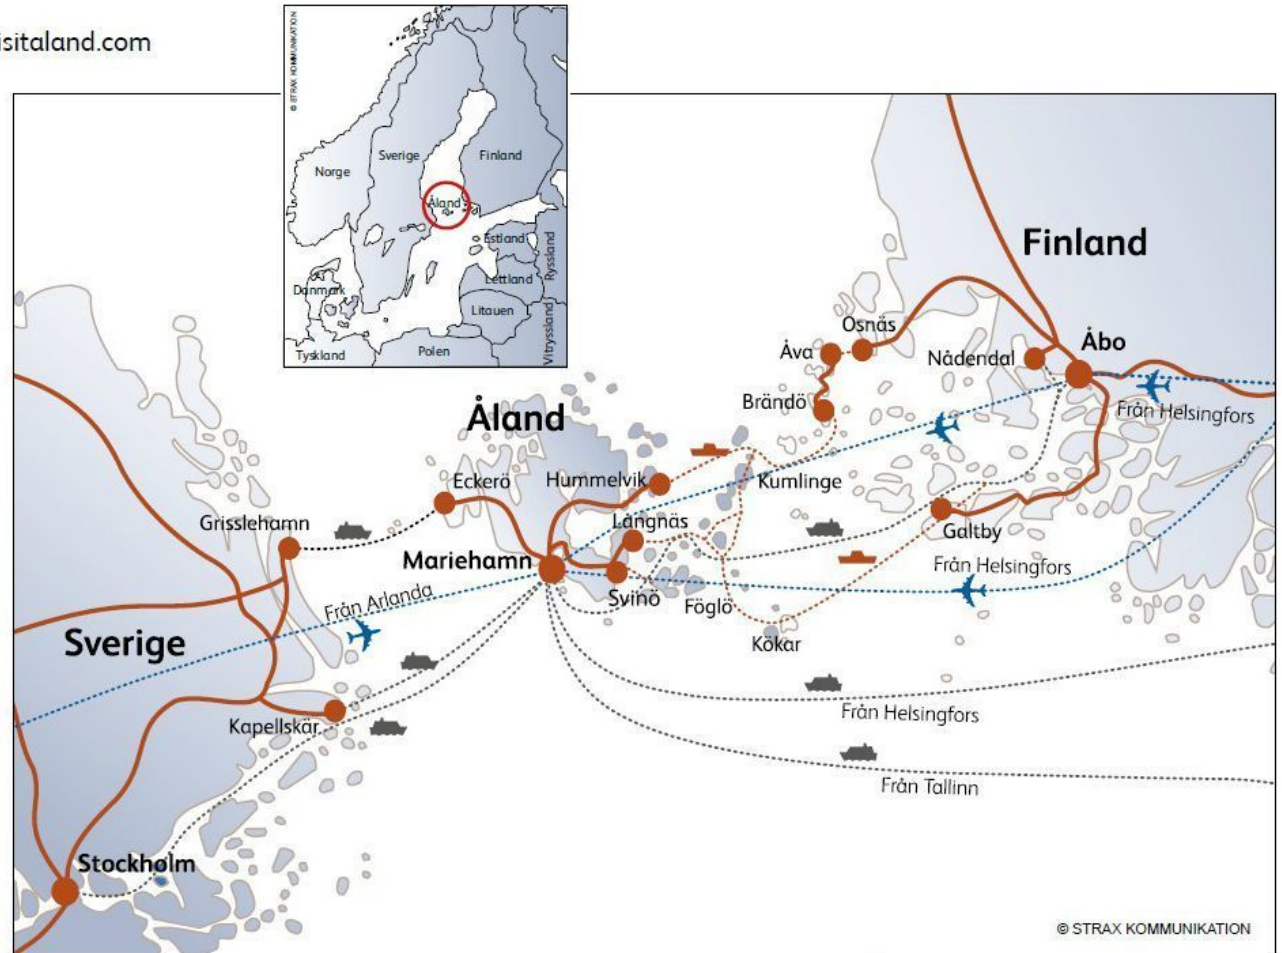 isitaland.com
© STRAX KOMMUNIKATION
Norge
Sverige
Finland
Åland
Estland
Ryssland
Lettland
Danmark
Litauen
Vitryssland
Tyskland
Polen
Finland
Osnäs
Åva
Nådendal
Åbo
Brändö
Från Helsingfors
Åland
Eckerö
Hummelvik
Kumlinge
Grisslehamn
Långnäs
Galtby
Mariehamn
Från Helsingfors
Från Arlanda
Svinö
Föglö
Sverige
Kökar
Kapellskär
Från Helsingfors
Från Tallinn
Stockholm
© STRAX KOMMUNIKATION